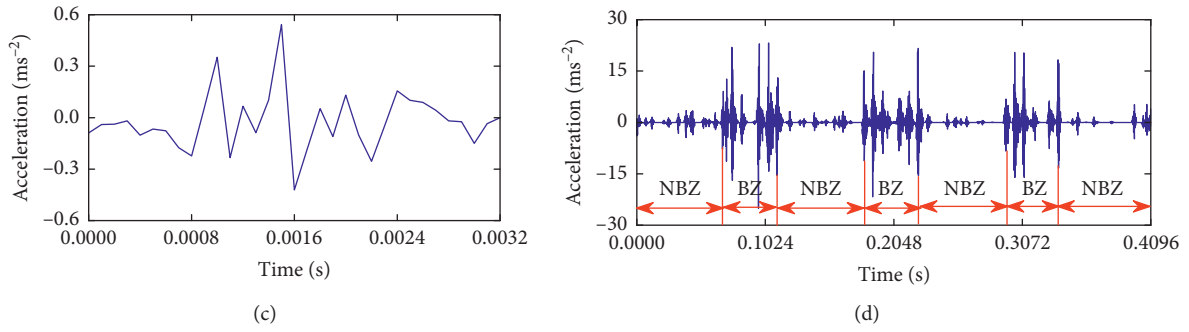 0.6
0.3
0.0
−0.3
−0.6
Acceleration (ms⁻²)
0.0000 0.0008 0.0016 0.0024 0.0032
Time (s)
(c)
30
15
0
−15
−30
Acceleration (ms⁻²)
NBZ BZ NBZ BZ NBZ BZ NBZ
0.0000 0.1024 0.2048 0.3072 0.4096
Time (s)
(d)